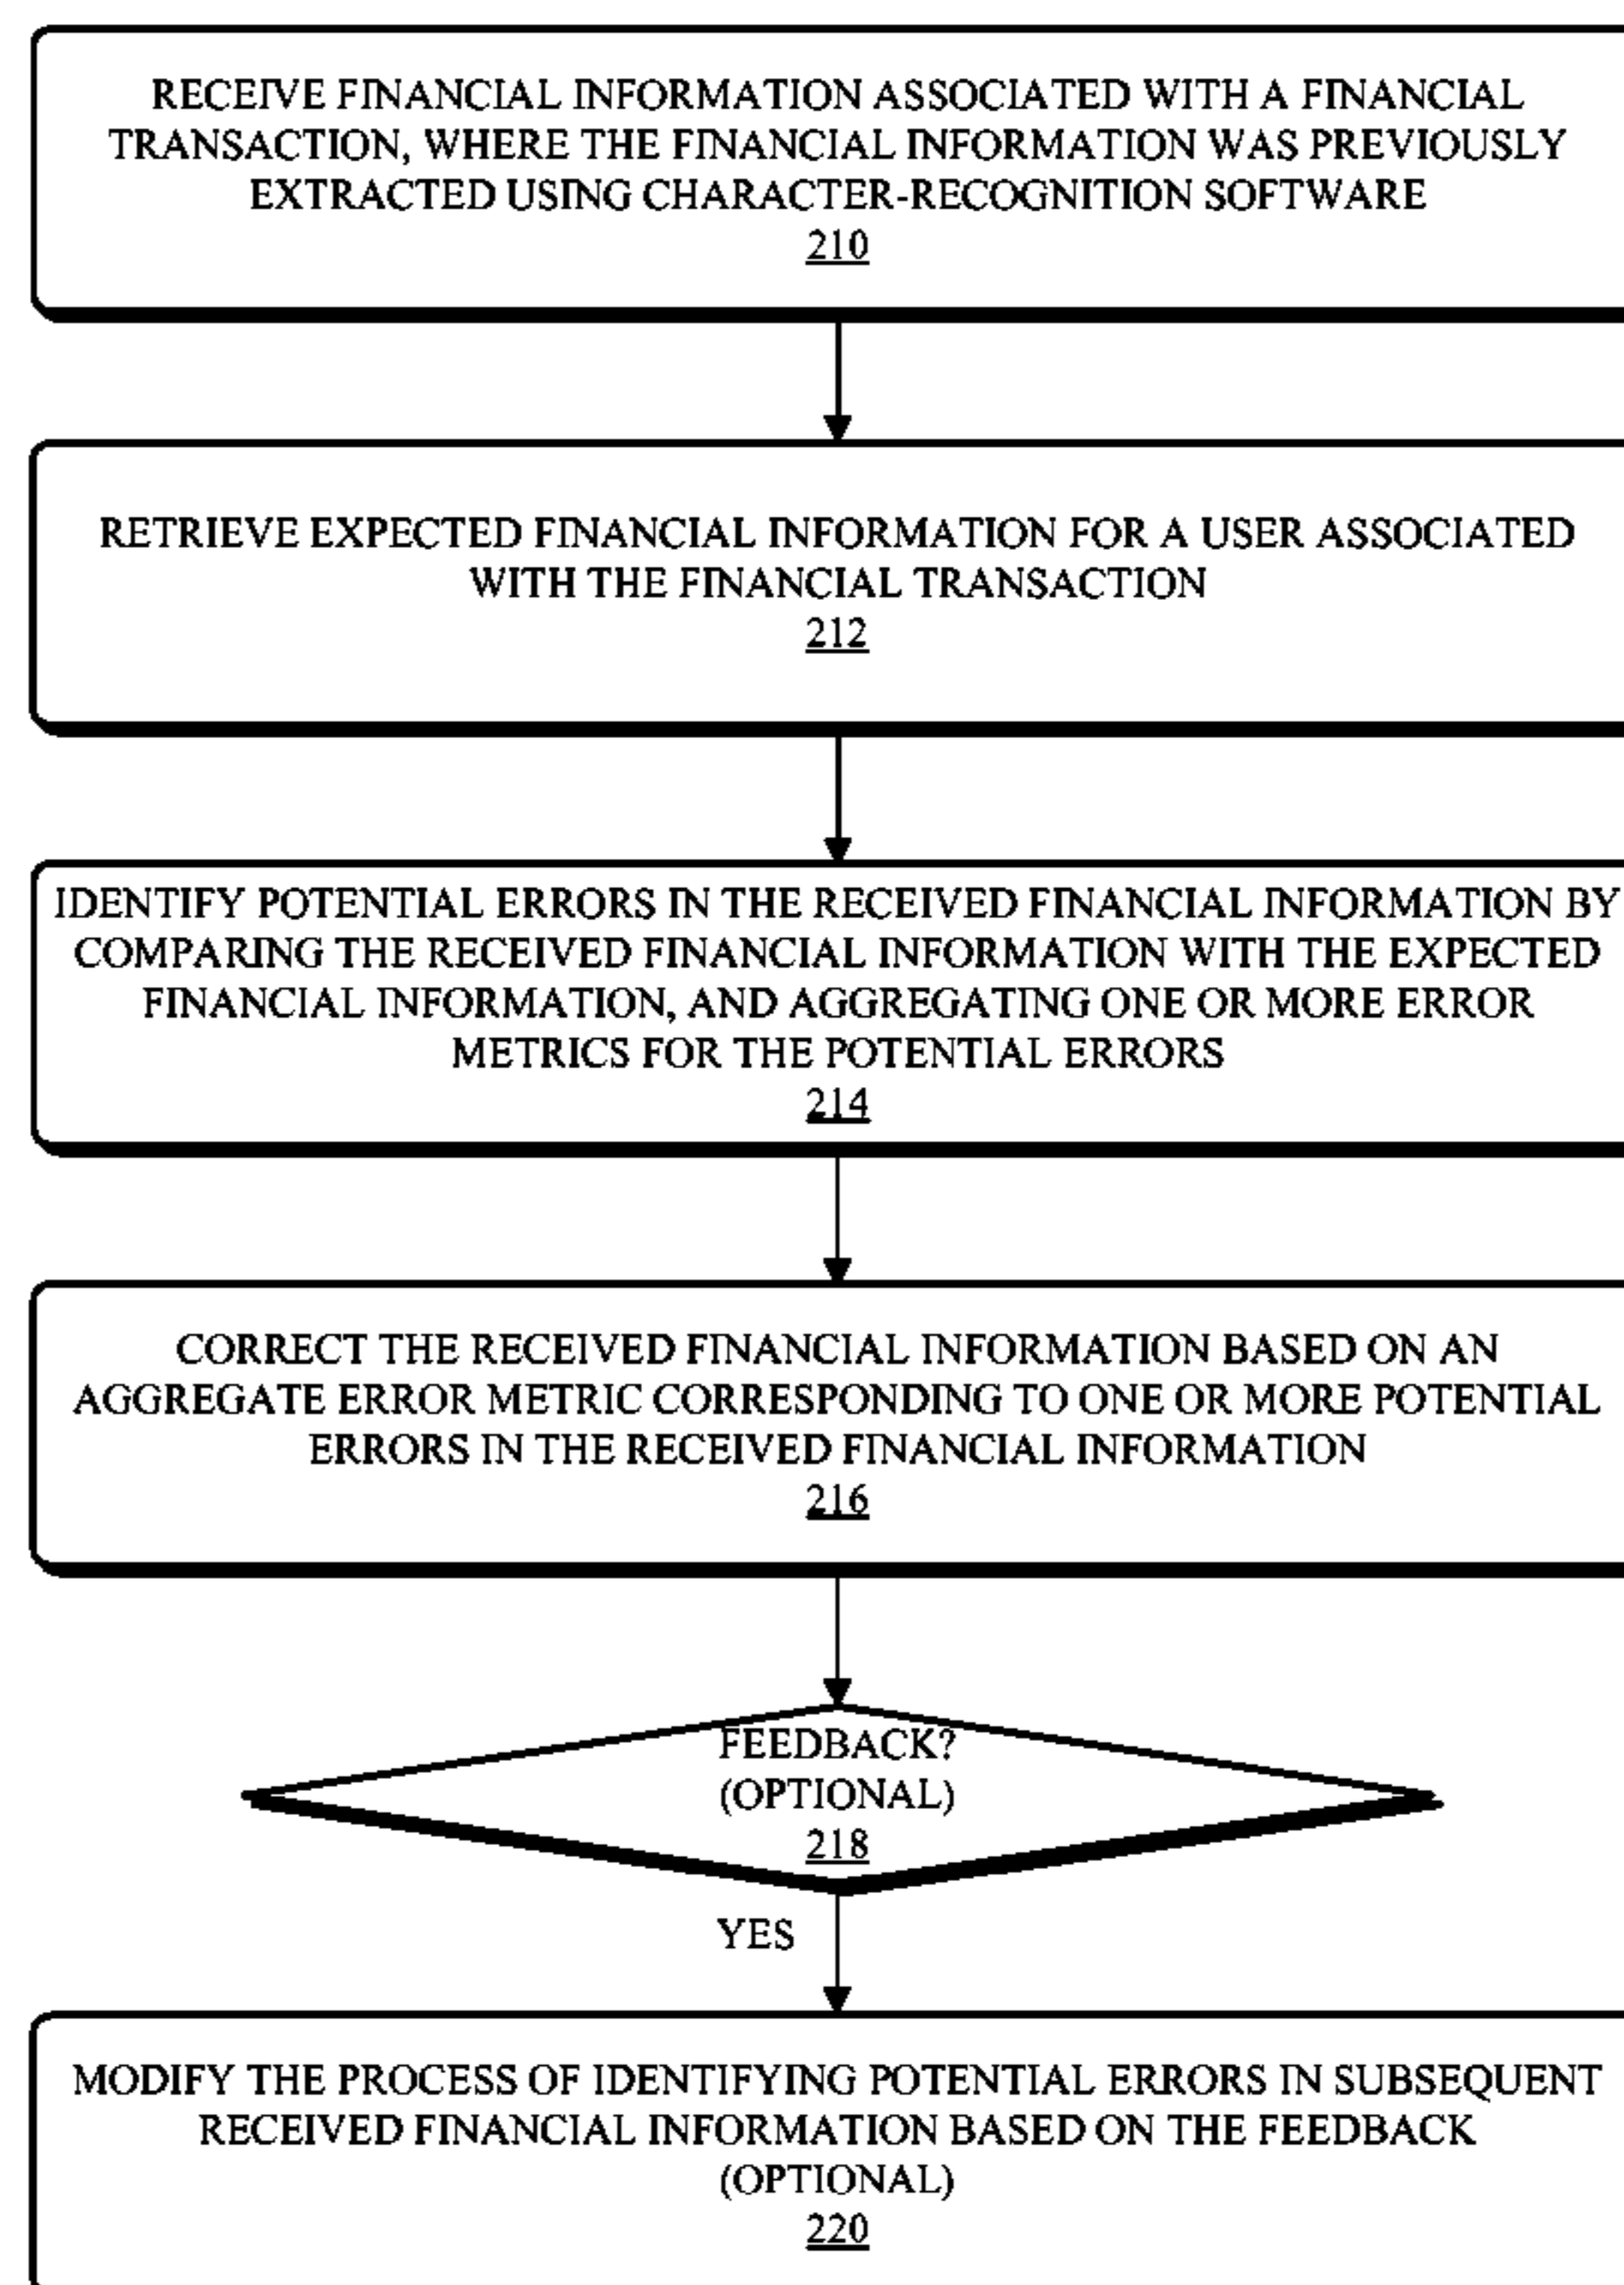 RECEIVE FINANCIAL INFORMATION ASSOCIATED WITH A FINANCIAL
TRANSACTION, WHERE THE FINANCIAL INFORMATION WAS PREVIOUSLY
EXTRACTED USING CHARACTER-RECOGNITION SOFTWARE
210
RETRIEVE EXPECTED FINANCIAL INFORMATION FOR A USER ASSOCIATED
WITH THE FINANCIAL TRANSACTION
212
IDENTIFY POTENTIAL ERRORS IN THE RECEIVED FINANCIAL INFORMATION BY
COMPARING THE RECEIVED FINANCIAL INFORMATION WITH THE EXPECTED
FINANCIAL INFORMATION, AND AGGREGATING ONE OR MORE ERROR
METRICS FOR THE POTENTIAL ERRORS
214
CORRECT THE RECEIVED FINANCIAL INFORMATION BASED ON AN
AGGREGATE ERROR METRIC CORRESPONDING TO ONE OR MORE POTENTIAL
ERRORS IN THE RECEIVED FINANCIAL INFORMATION
216
FEEDBACK?
(OPTIONAL)
218
YES
MODIFY THE PROCESS OF IDENTIFYING POTENTIAL ERRORS IN SUBSEQUENT
RECEIVED FINANCIAL INFORMATION BASED ON THE FEEDBACK
(OPTIONAL)
220